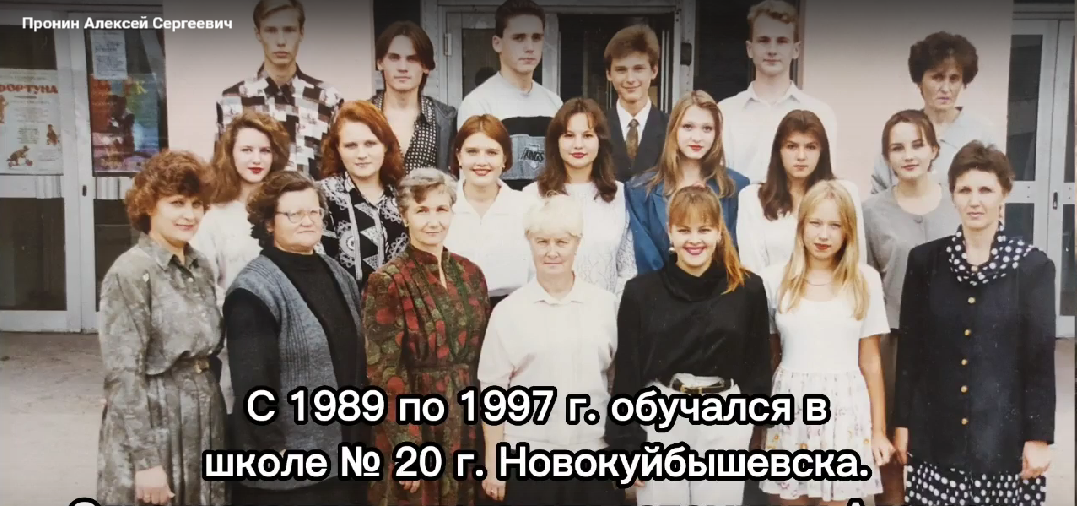 Пронин Алексей Сергеевич
ФОРТУНА
С 1989 по 1997 г. обучался в
школе № 20 г. Новокуйбышевска.